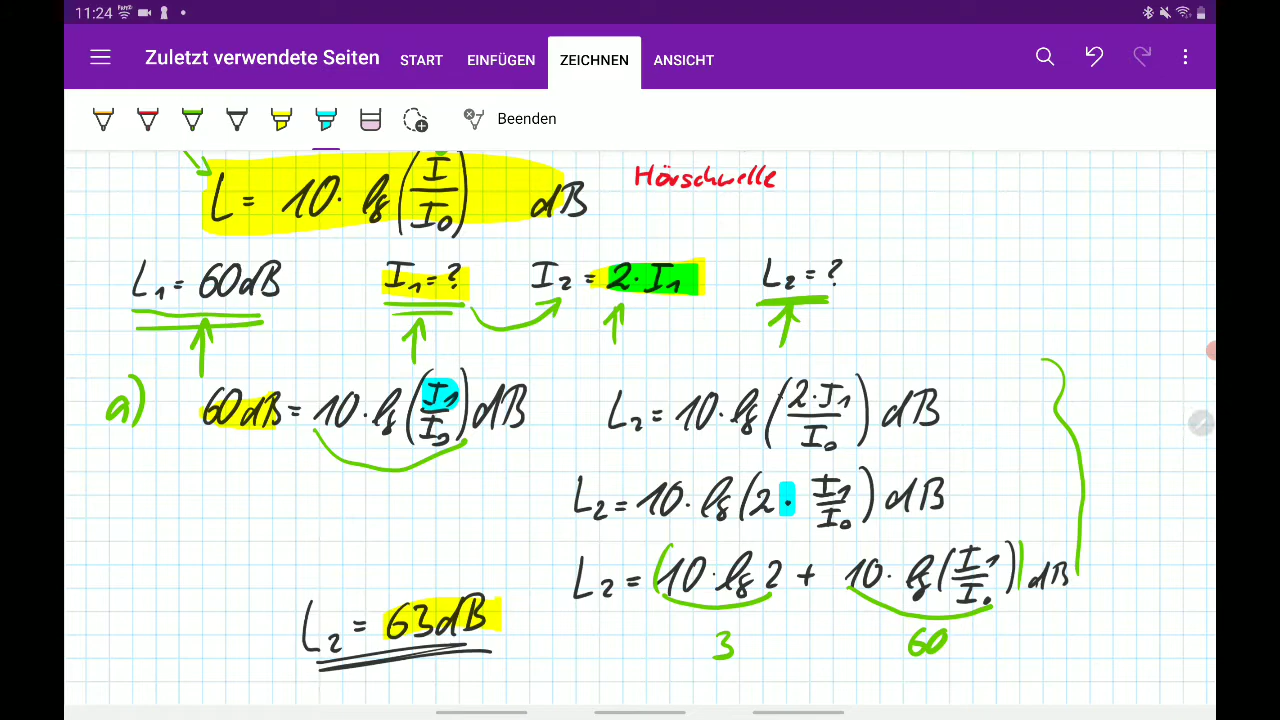 11:24
Zuletzt verwendete Seiten START EINFÜGEN ZEICHNEN ANSICHT
Beenden
L = 10 · lg (I/I₀) dB
Hörschwelle
L₁ = 60dB I₁ = ? I₂ = 2 · I₁ L₂ = ?
a) 60dB = 10 · lg (I₁/I₀) dB
L₂ = 10 · lg (2 · I₁/I₀) dB
L₂ = 10 · lg (2 · I₁/I₀) dB
L₂ = (10 · lg 2 + 10 · lg (I₁/I₀)) dB
3 60
L₂ = 63dB